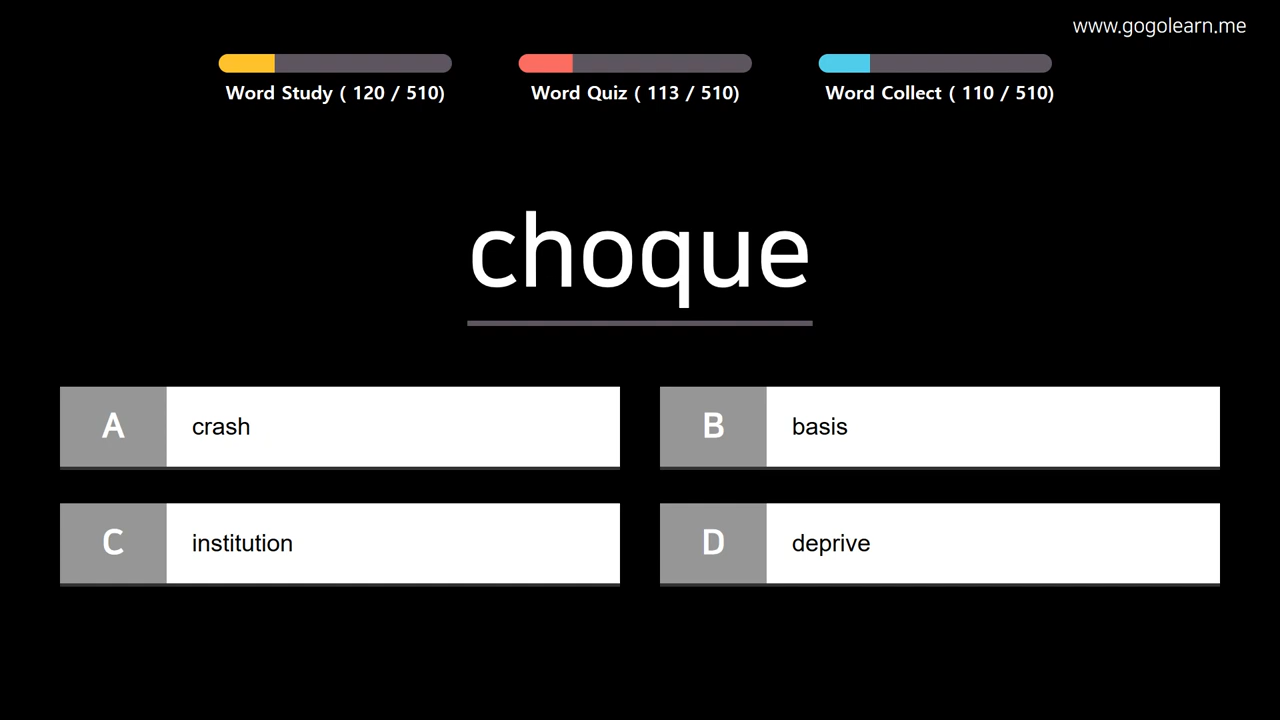 www.gogolearn.me
Word Study ( 120 / 510)
Word Quiz ( 113 / 510)
Word Collect ( 110 / 510)
choque
A crash
B basis
C institution
D deprive